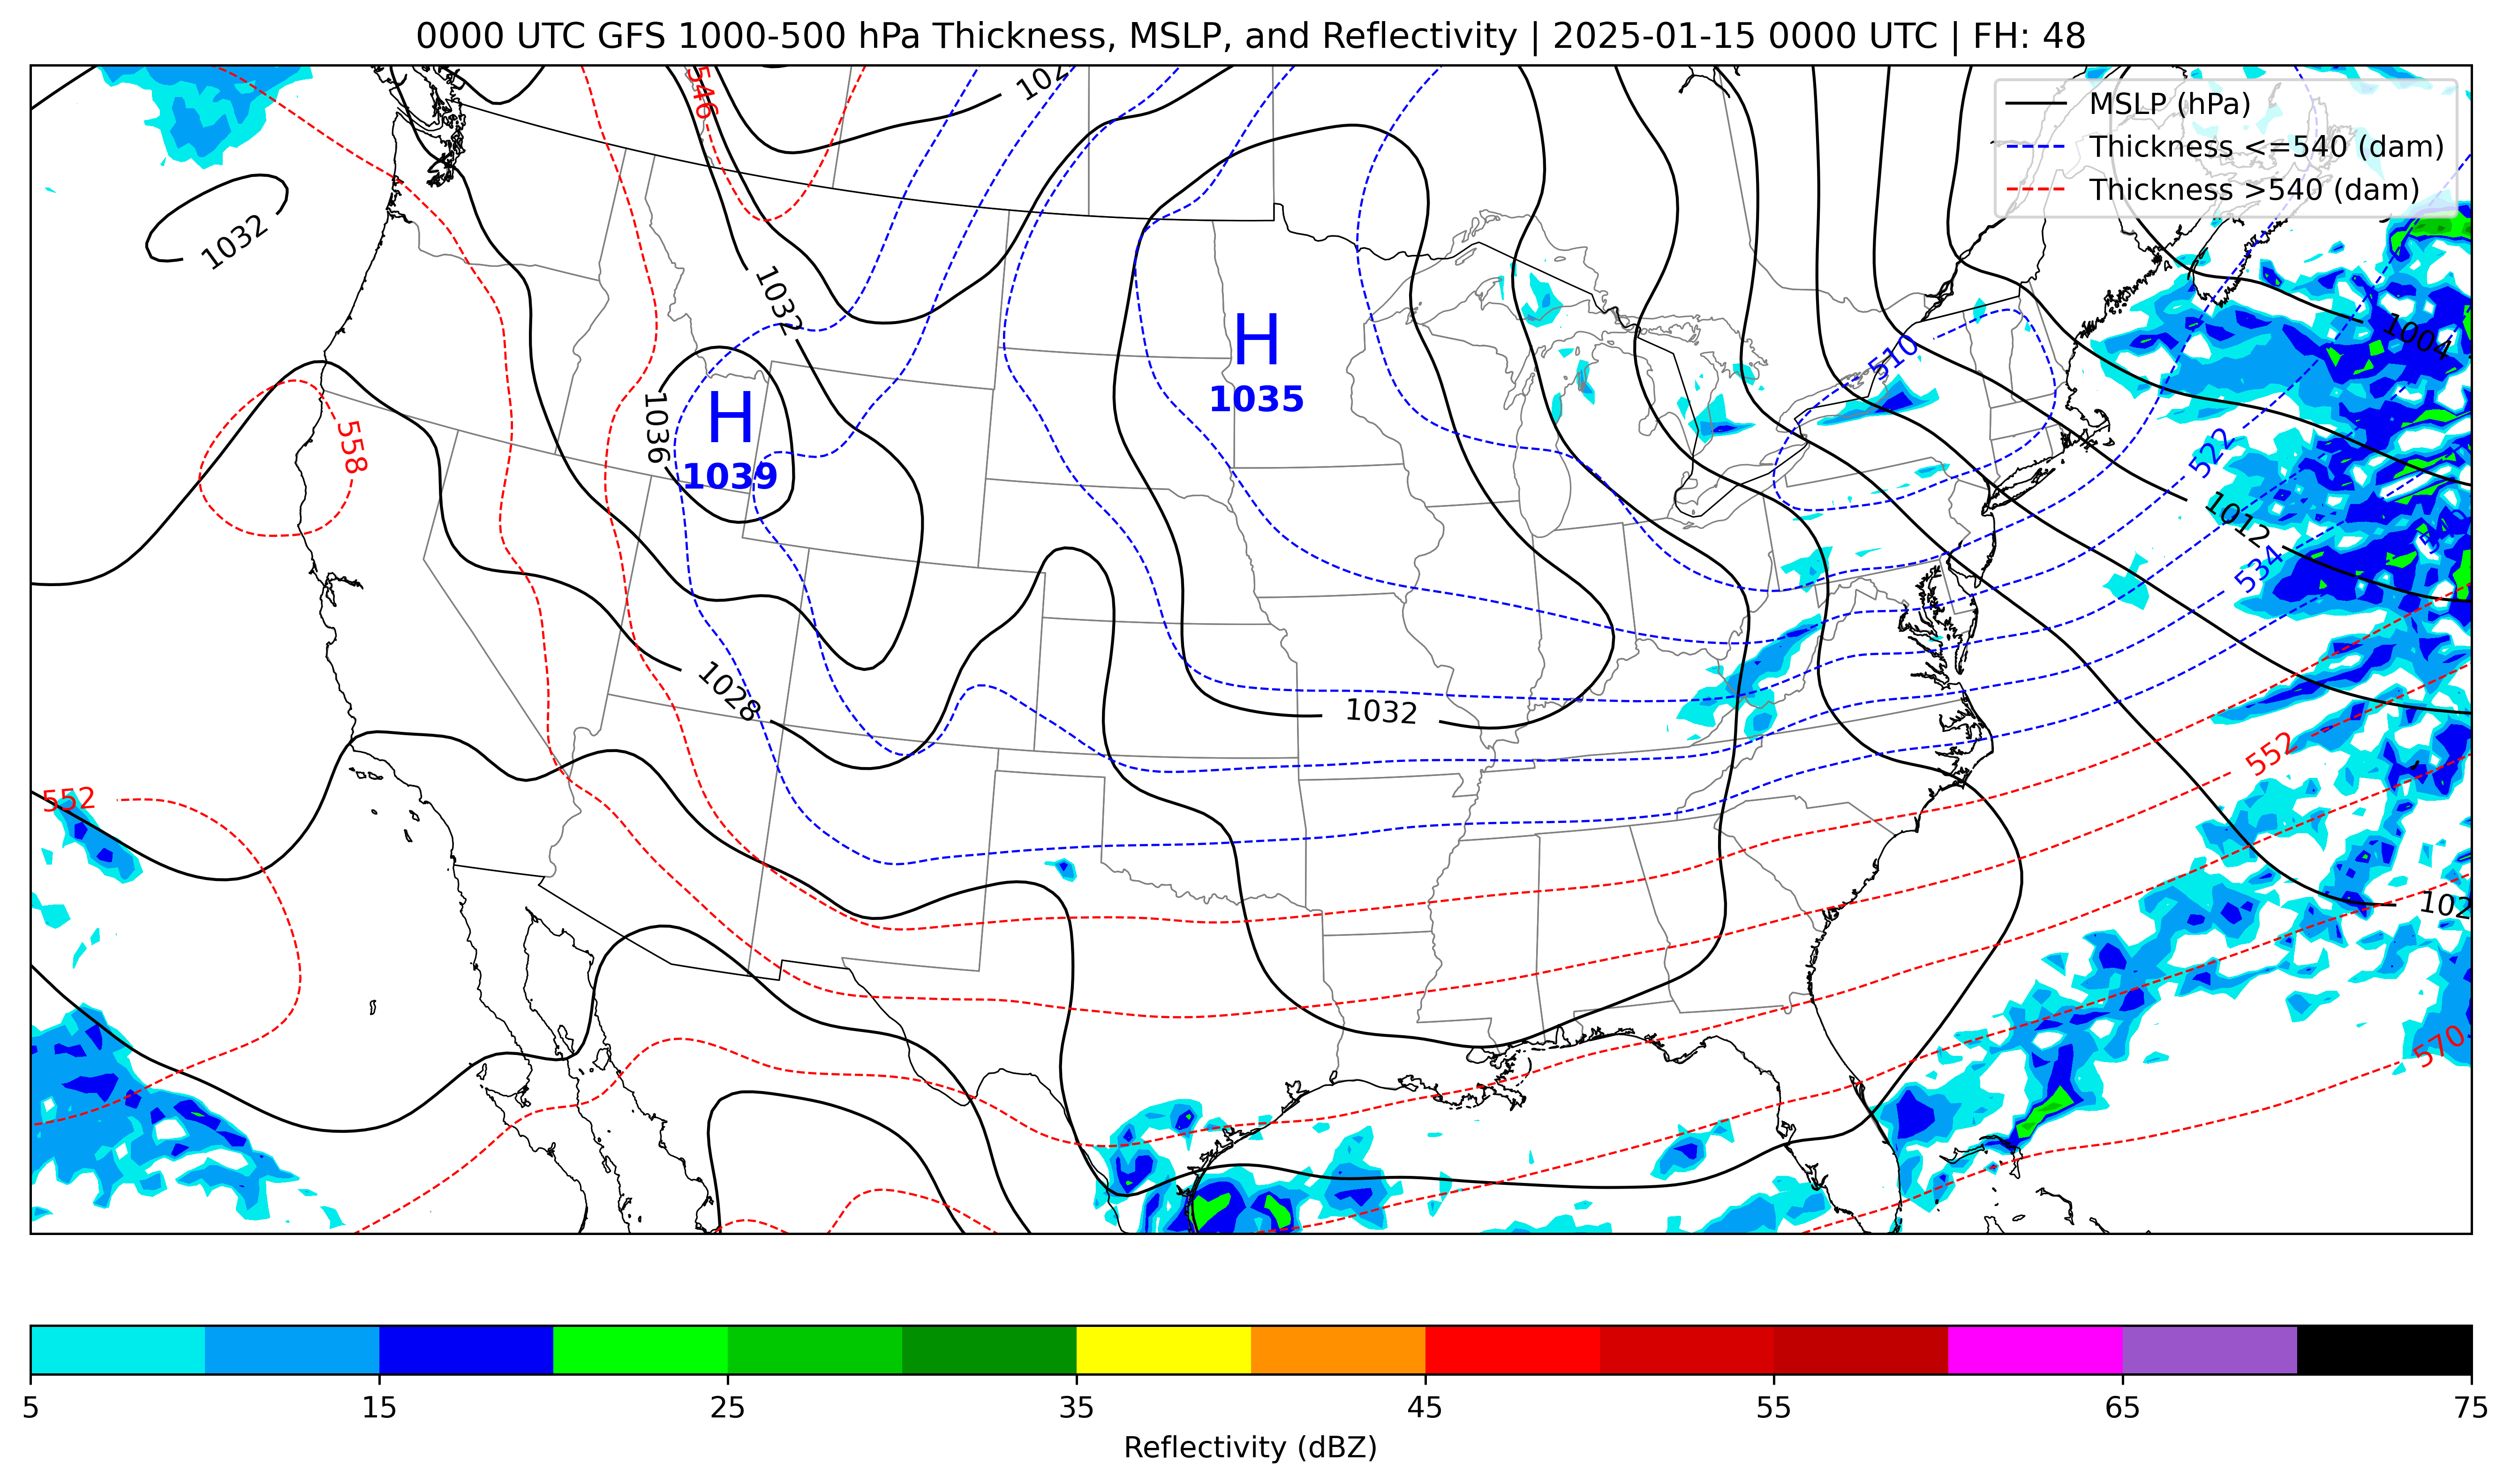 0000 UTC GFS 1000-500 hPa Thickness, MSLP, and Reflectivity | 2025-01-15 0000 UTC | FH: 48
MSLP (hPa)
Thickness <=540 (dam)
Thickness >540 (dam)
546
102
1032
1032
H
1035
H
1039
1036
558
510
1004
522
1012
534
540
1028
1032
552
552
102
570
5 15 25 35 45 55 65 75
Reflectivity (dBZ)